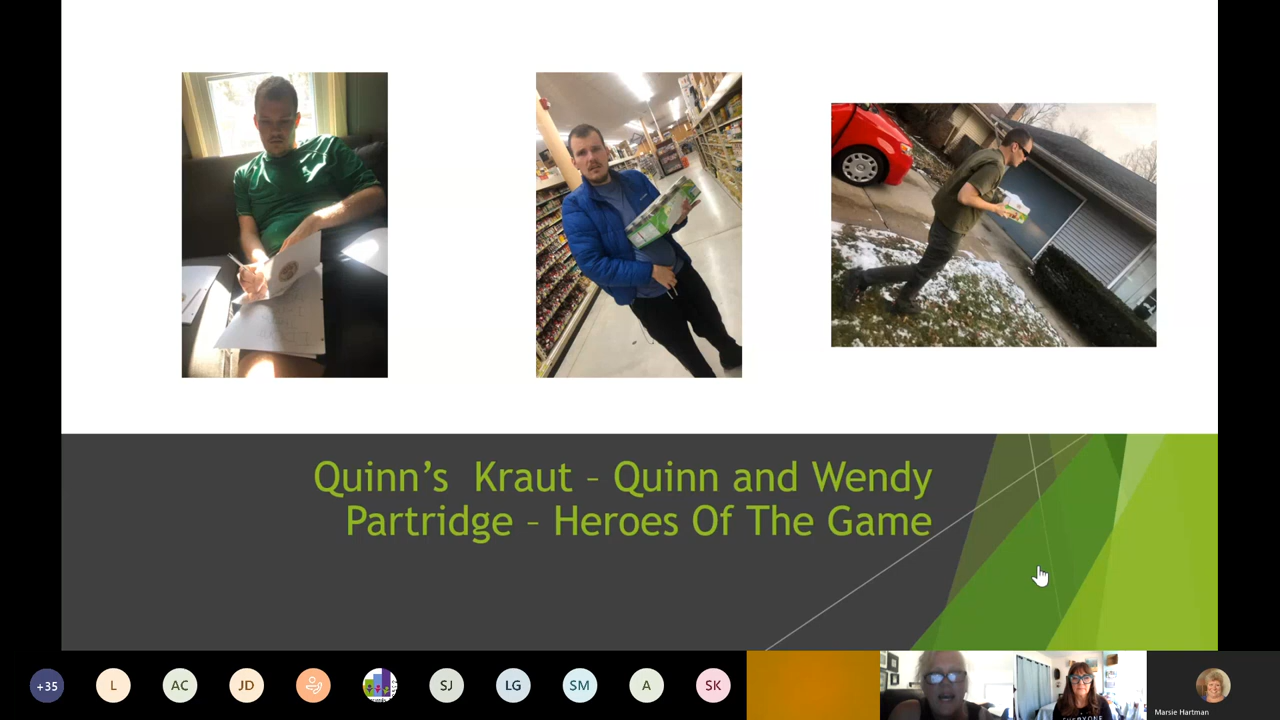 Quinn's  Kraut – Quinn and Wendy
Partridge – Heroes Of The Game
+35
L
AC
JD
SJ
LG
SM
A
SK
EVERYONE
Marsie Hartman